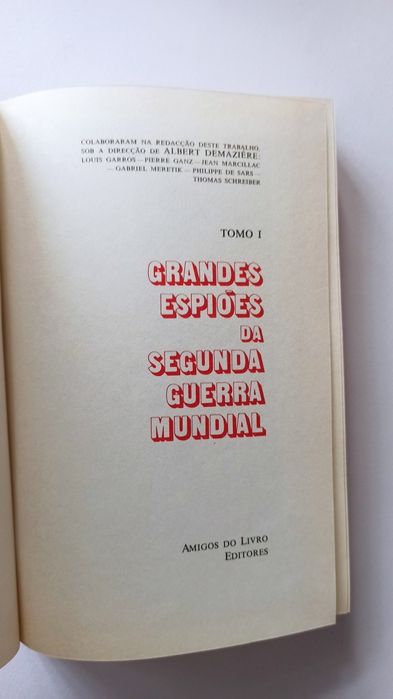 COLABORARAM NA REDACÇÃO DESTE TRABALHO,
SOB A DIRECÇÃO DE ALBERT DEMAZIÈRE:
LOUIS GARROS — PIERRE GANZ — JEAN MARCILLAC
— GABRIEL MERETIK — PHILIPPE DE SARS —
THOMAS SCHREIBER
TOMO I
GRANDES
ESPIÕES
DA
SEGUNDA
GUERRA
MUNDIAL
AMIGOS DO LIVRO
EDITORES